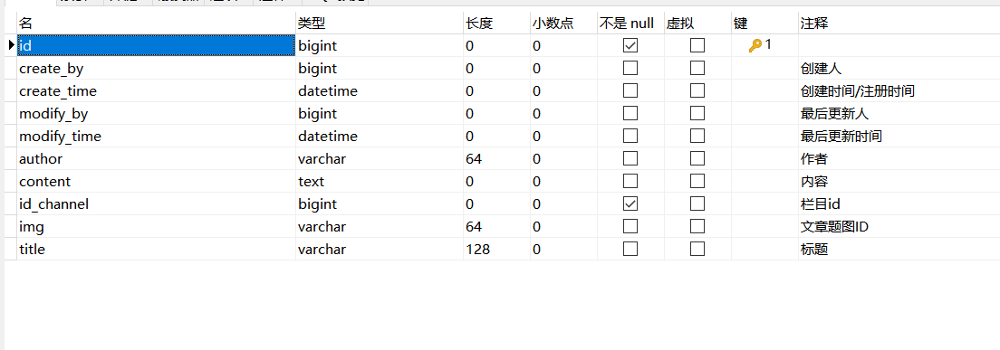 名 类型 长度 小数点 不是 null 虚拟 键 注释
id bigint 0 0 1
create_by bigint 0 0 创建人
create_time datetime 0 0 创建时间/注册时间
modify_by bigint 0 0 最后更新人
modify_time datetime 0 0 最后更新时间
author varchar 64 0 作者
content text 0 0 内容
id_channel bigint 0 0 栏目id
img varchar 64 0 文章题图ID
title varchar 128 0 标题